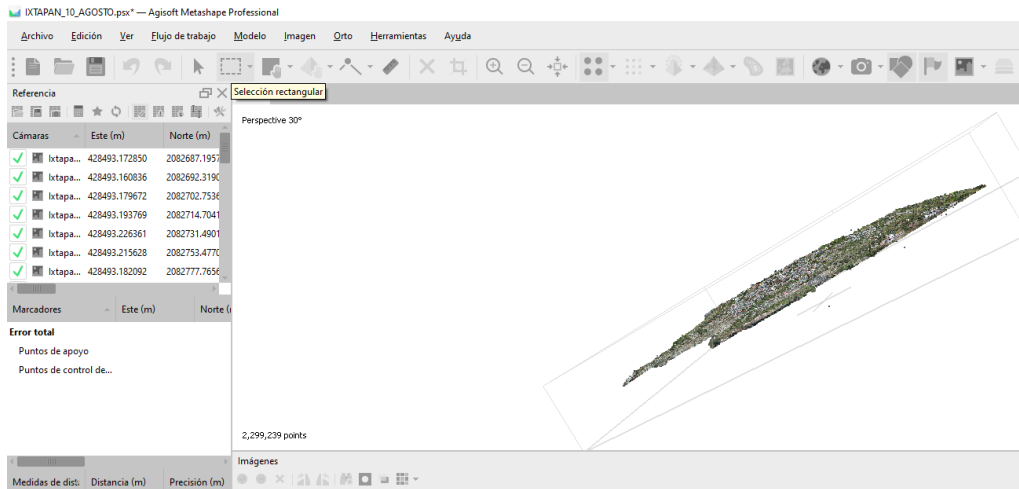 IXTAPAN_10_AGOSTO.psx* — Agisoft Metashape Professional
Archivo Edición Ver Flujo de trabajo Modelo Imagen Orto Herramientas Ayuda
Referencia
Selección rectangular
Perspective 30°
Cámaras Este (m) Norte (m)
Ixtapa... 428493.172850 2082687.1957
Ixtapa... 428493.160836 2082692.3190
Ixtapa... 428493.179672 2082702.7536
Ixtapa... 428493.193769 2082714.7041
Ixtapa... 428493.226361 2082731.4901
Ixtapa... 428493.215628 2082753.4770
Ixtapa... 428493.182092 2082777.7656
Marcadores Este (m) Norte (
Error total
Puntos de apoyo
Puntos de control de...
2,299,239 points
Imágenes
Medidas de dista Distancia (m) Precisión (m)